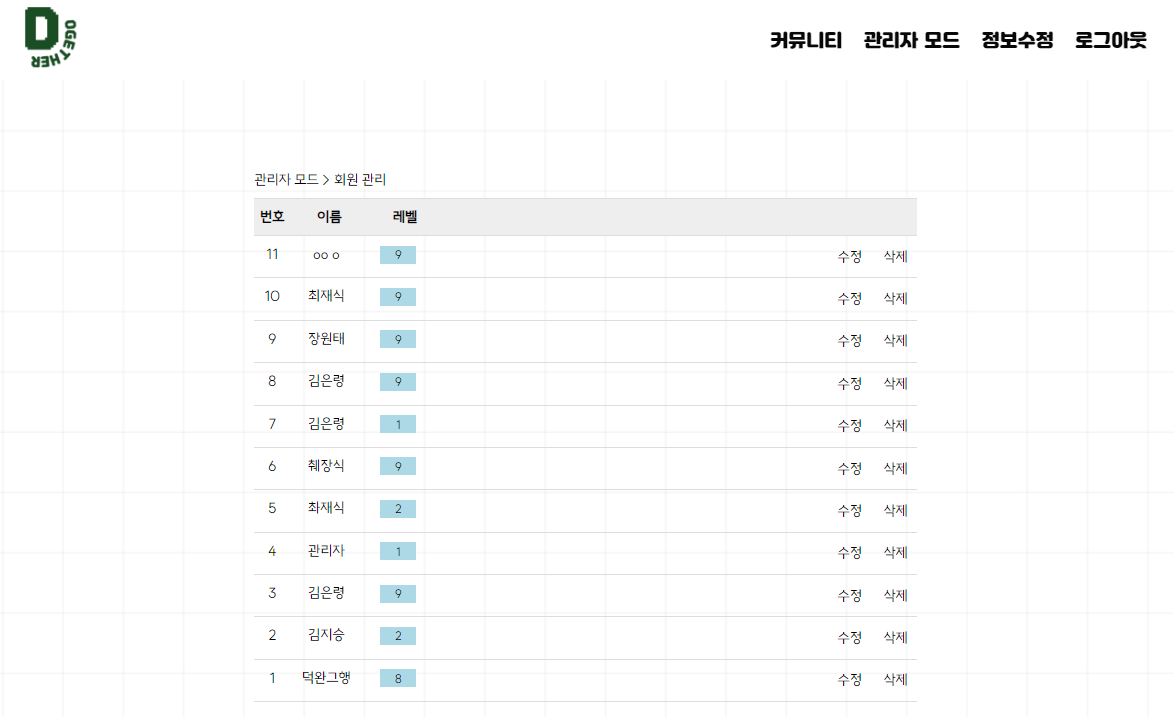 D
OGETHER
커뮤니티 관리자 모드 정보수정 로그아웃
관리자 모드 > 회원 관리
번호 이름 레벨
11 ㅇㅇ ㅇ 9 수정 삭제
10 최재식 9 수정 삭제
9 장원태 9 수정 삭제
8 김은령 9 수정 삭제
7 김은령 1 수정 삭제
6 췌장식 9 수정 삭제
5 화재식 2 수정 삭제
4 관리자 1 수정 삭제
3 김은령 9 수정 삭제
2 김지승 2 수정 삭제
1 덕완그행 8 수정 삭제